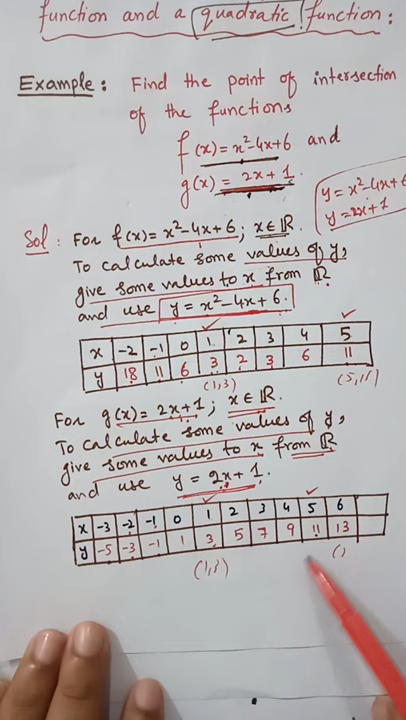 function and a quadratic function:
Example: Find the point of intersection
of the functions
f(x)=x²-4x+6 and
g(x) = 2x+1.
y=x²-4x+6
y=2x+1
Sol: For f(x)=x²-4x+6; x∈ℝ.
To calculate some values of y,
give some values to x from ℝ
and use y=x²-4x+6.
x -2 -1 0 1 2 3 4 5
y 18 11 6 3 2 3 6 11
(1,3) (5,11)
For g(x)=2x+1; x∈ℝ.
To calculate some values of y,
give some values to x from ℝ
and use y=2x+1.
x -3 -2 -1 0 1 2 3 4 5 6
y -5 -3 -1 1 3 5 7 9 11 13
(1,3) ()